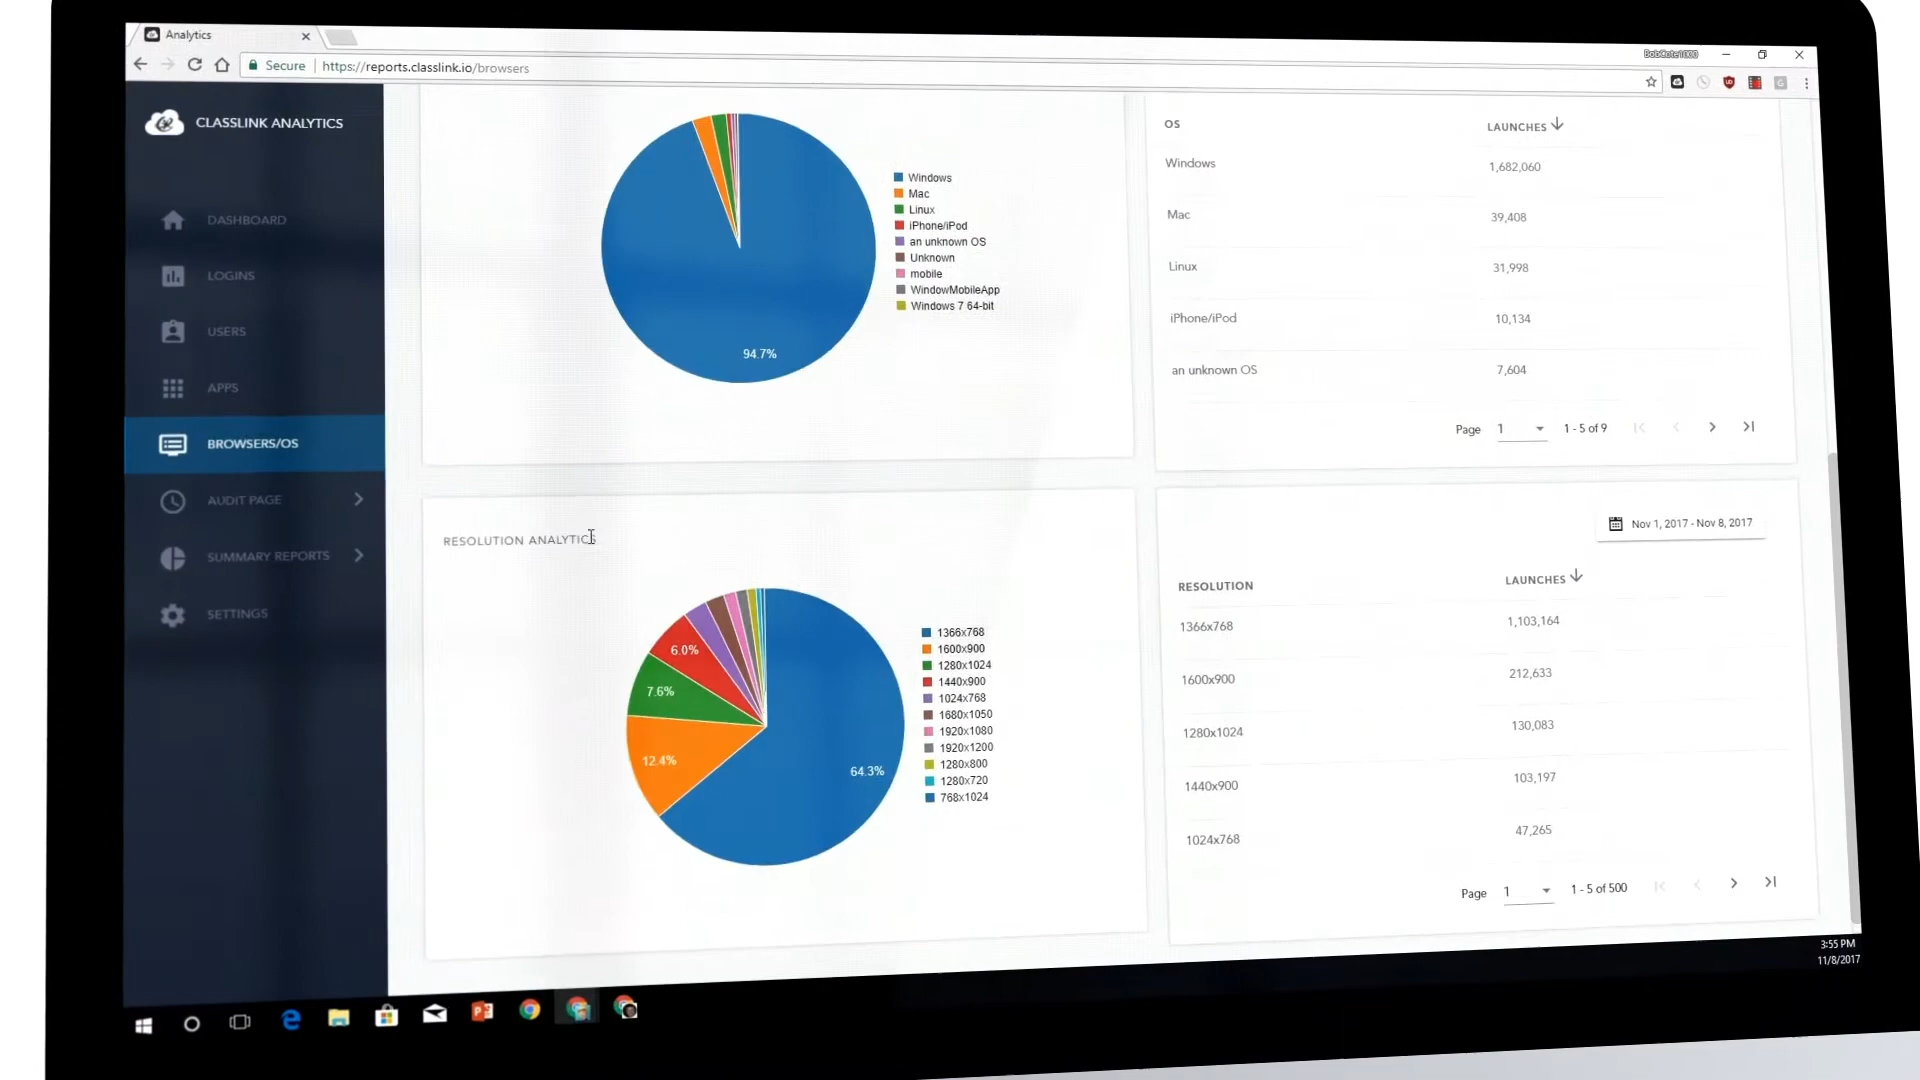 Analytics
BobCate1000
Secure
https://reports.classlink.io/browsers
CLASSLINK ANALYTICS
DASHBOARD
LOGINS
USERS
APPS
BROWSERS/OS
AUDIT PAGE
SUMMARY REPORTS
SETTINGS
94.7%
Windows
Mac
Linux
iPhone/iPod
an unknown OS
Unknown
mobile
WindowMobileApp
Windows 7 64-bit
OS LAUNCHES
Windows 1,682,060
Mac 39,408
Linux 31,998
iPhone/iPod 10,134
an unknown OS 7,604
Page 1 1 - 5 of 9
RESOLUTION ANALYTICS
6.0%
7.6%
12.4%
64.3%
1366x768
1600x900
1280x1024
1440x900
1024x768
1680x1050
1920x1080
1920x1200
1280x800
1280x720
768x1024
Nov 1, 2017 - Nov 8, 2017
RESOLUTION LAUNCHES
1366x768 1,103,164
1600x900 212,633
1280x1024 130,083
1440x900 103,197
1024x768 47,265
Page 1 1 - 5 of 500
3:55 PM
11/8/2017